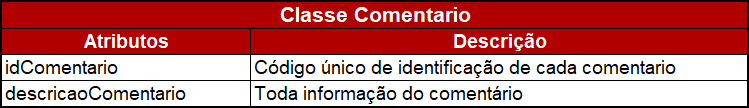 Classe Comentario
Atributos Descrição
idComentario Código único de identificação de cada comentario
descricaoComentario Toda informação do comentário